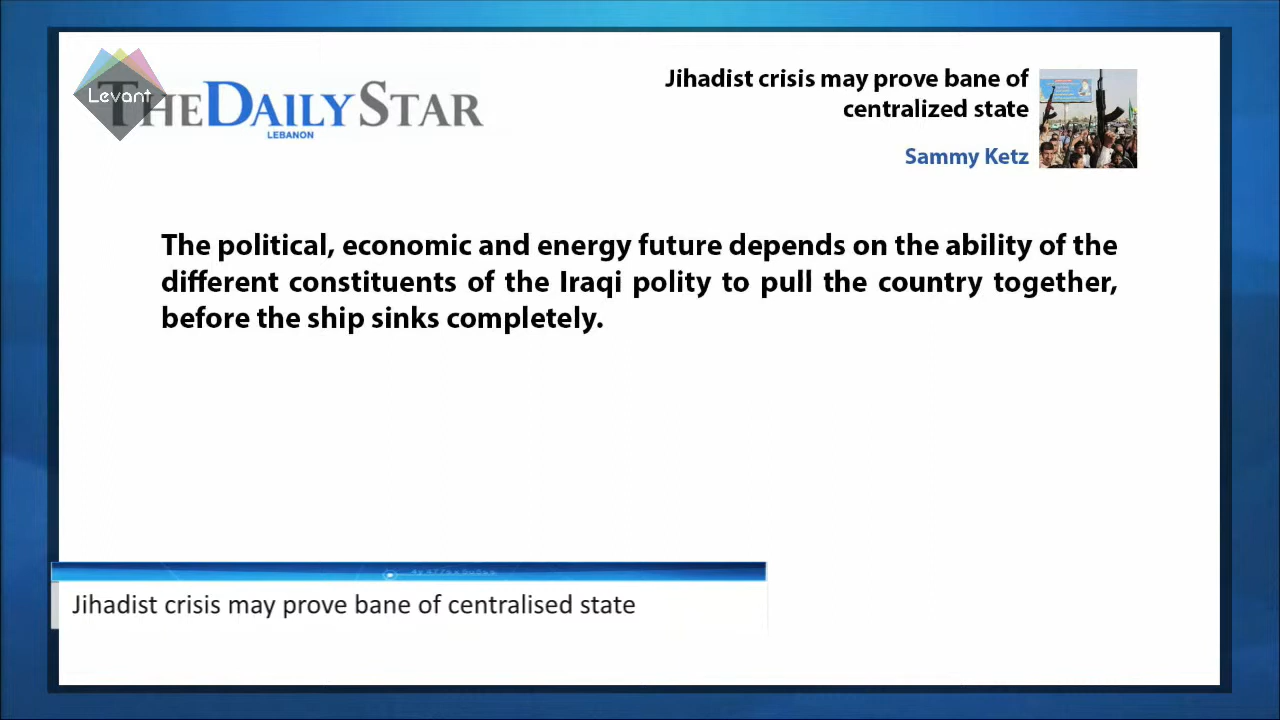 Levant
THE DAILY STAR
LEBANON
Jihadist crisis may prove bane of
centralized state
Sammy Ketz
The political, economic and energy future depends on the ability of the
different constituents of the Iraqi polity to pull the country together,
before the ship sinks completely.
Jihadist crisis may prove bane of centralised state